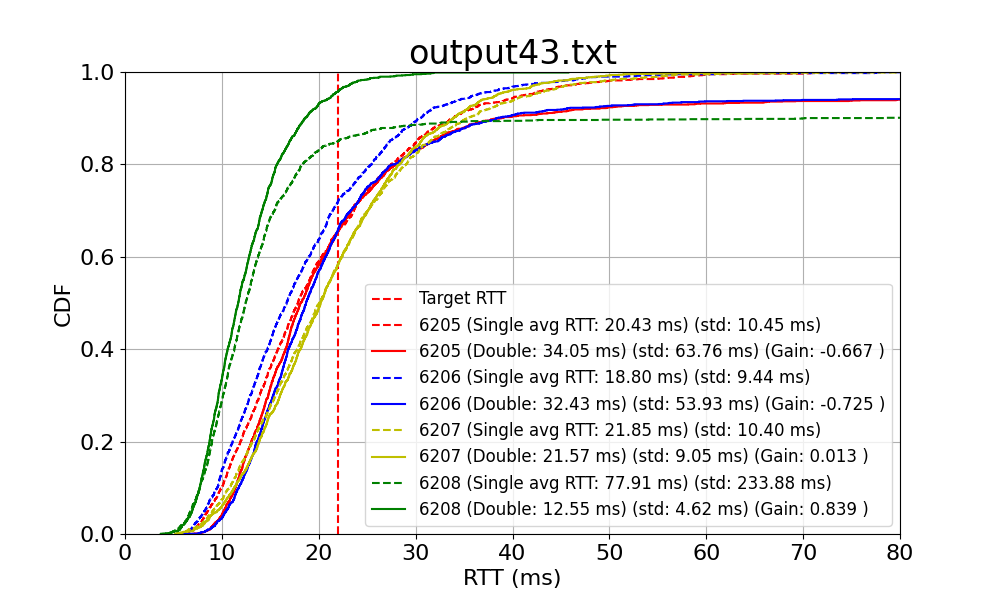 output43.txt
1.0
0.8
0.6
0.4
0.2
0.0
CDF
0 10 20 30 40 50 60 70 80
RTT (ms)
Target RTT
6205 (Single avg RTT: 20.43 ms) (std: 10.45 ms)
6205 (Double: 34.05 ms) (std: 63.76 ms) (Gain: -0.667 )
6206 (Single avg RTT: 18.80 ms) (std: 9.44 ms)
6206 (Double: 32.43 ms) (std: 53.93 ms) (Gain: -0.725 )
6207 (Single avg RTT: 21.85 ms) (std: 10.40 ms)
6207 (Double: 21.57 ms) (std: 9.05 ms) (Gain: 0.013 )
6208 (Single avg RTT: 77.91 ms) (std: 233.88 ms)
6208 (Double: 12.55 ms) (std: 4.62 ms) (Gain: 0.839 )